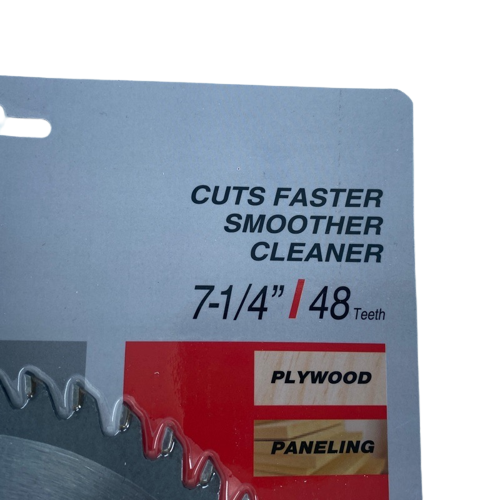 CUTS FASTER
SMOOTHER
CLEANER
7-1/4” / 48 Teeth
PLYWOOD
PANELING